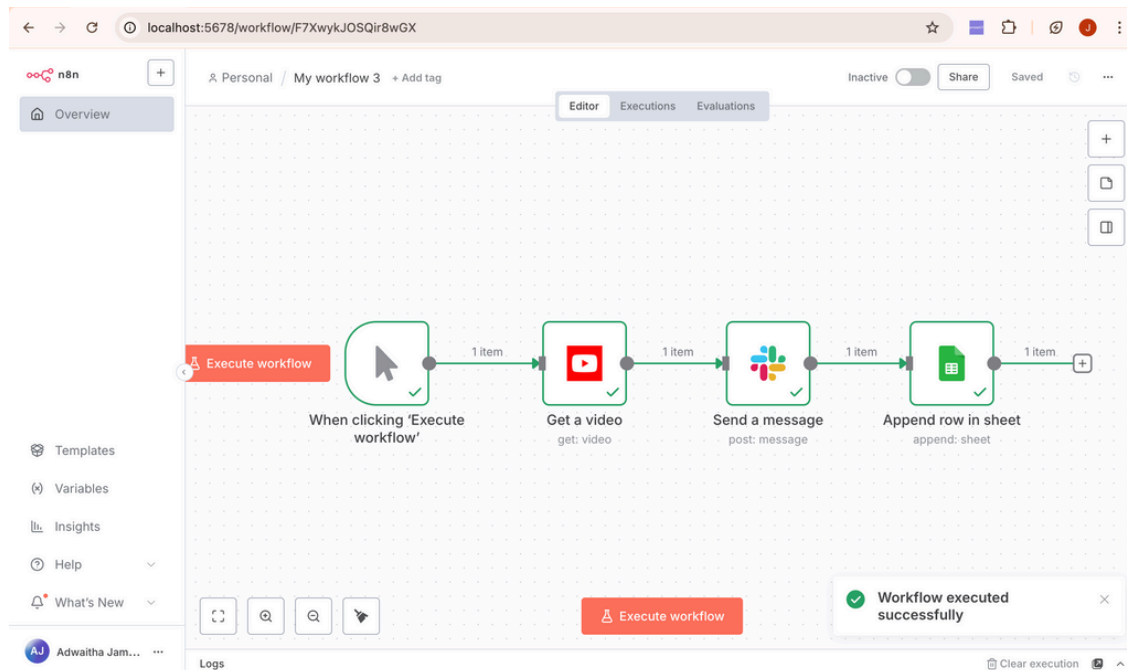 localhost:5678/workflow/F7XwykJOSQir8wGX
J
n8n
Personal / My workflow 3 + Add tag
Inactive
Share
Saved
Overview
Editor
Executions
Evaluations
Execute workflow
1 item
1 item
1 item
1 item
When clicking ‘Execute workflow’
Get a video
get: video
Send a message
post: message
Append row in sheet
append: sheet
Templates
Variables
Insights
Help
What's New
AJ
Adwaitha Jam...
Execute workflow
Workflow executed
successfully
Logs
Clear execution